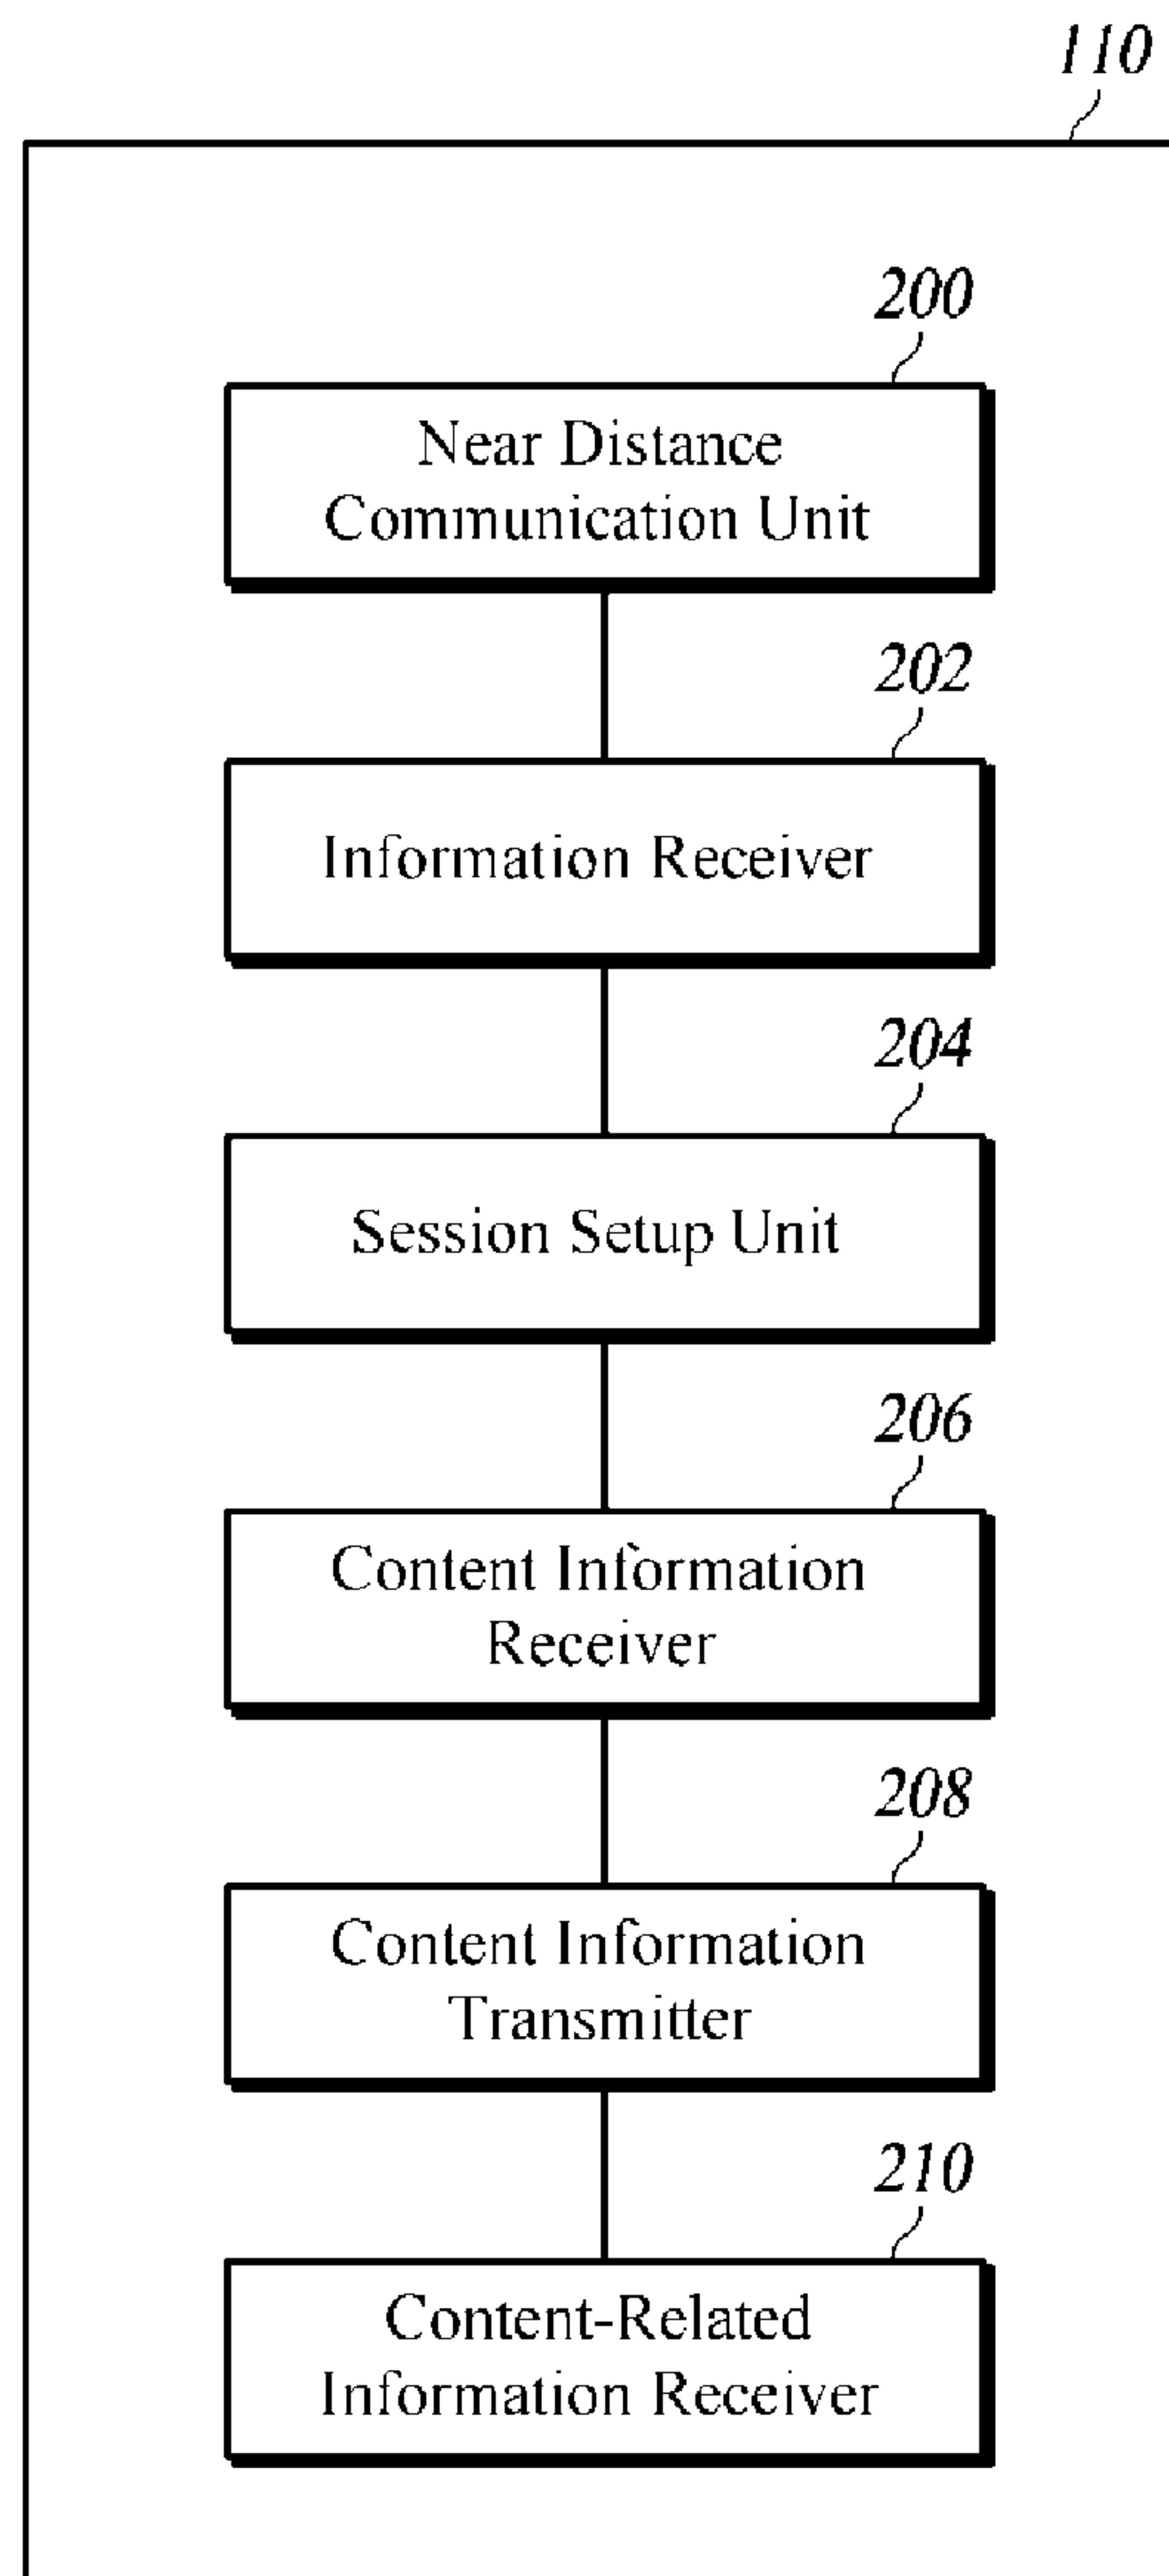 110
200
Near Distance
Communication Unit
202
Information Receiver
204
Session Setup Unit
206
Content Information
Receiver
208
Content Information
Transmitter
210
Content-Related
Information Receiver